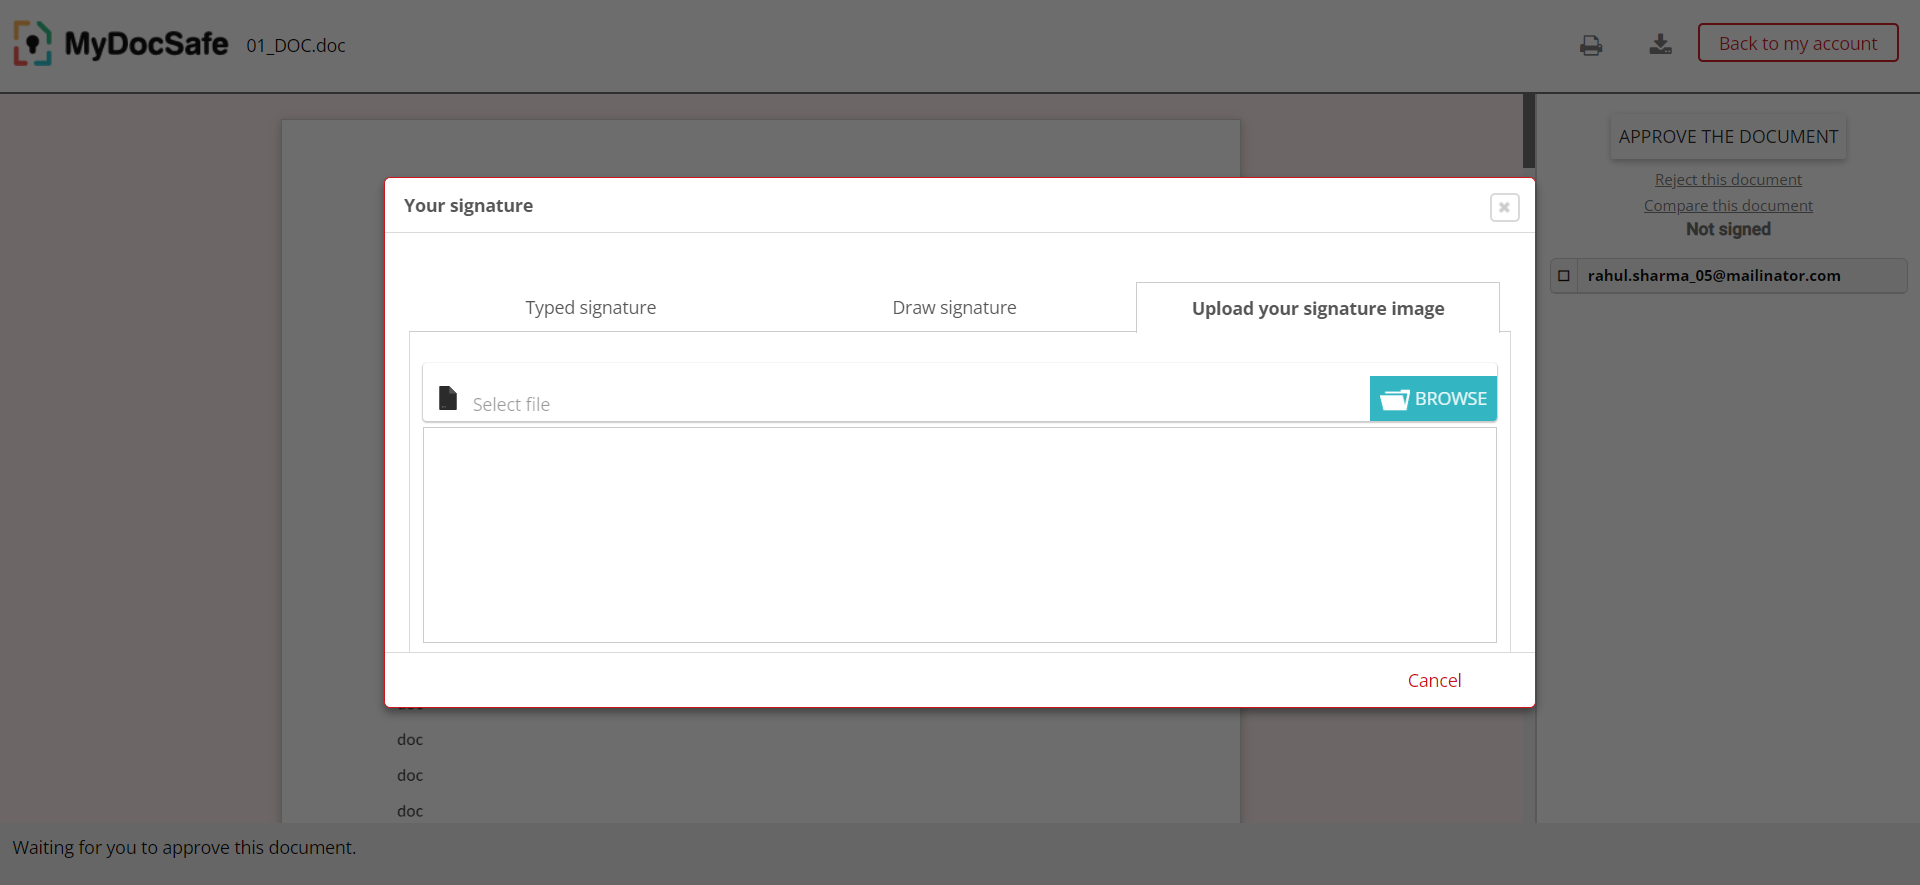 MyDocSafe 01_DOC.doc
Back to my account
APPROVE THE DOCUMENT
Reject this document
Compare this document
Not signed
rahul.sharma_05@mailinator.com
Your signature
Typed signature
Draw signature
Upload your signature image
Select file
BROWSE
Cancel
doc
doc
doc
Waiting for you to approve this document.